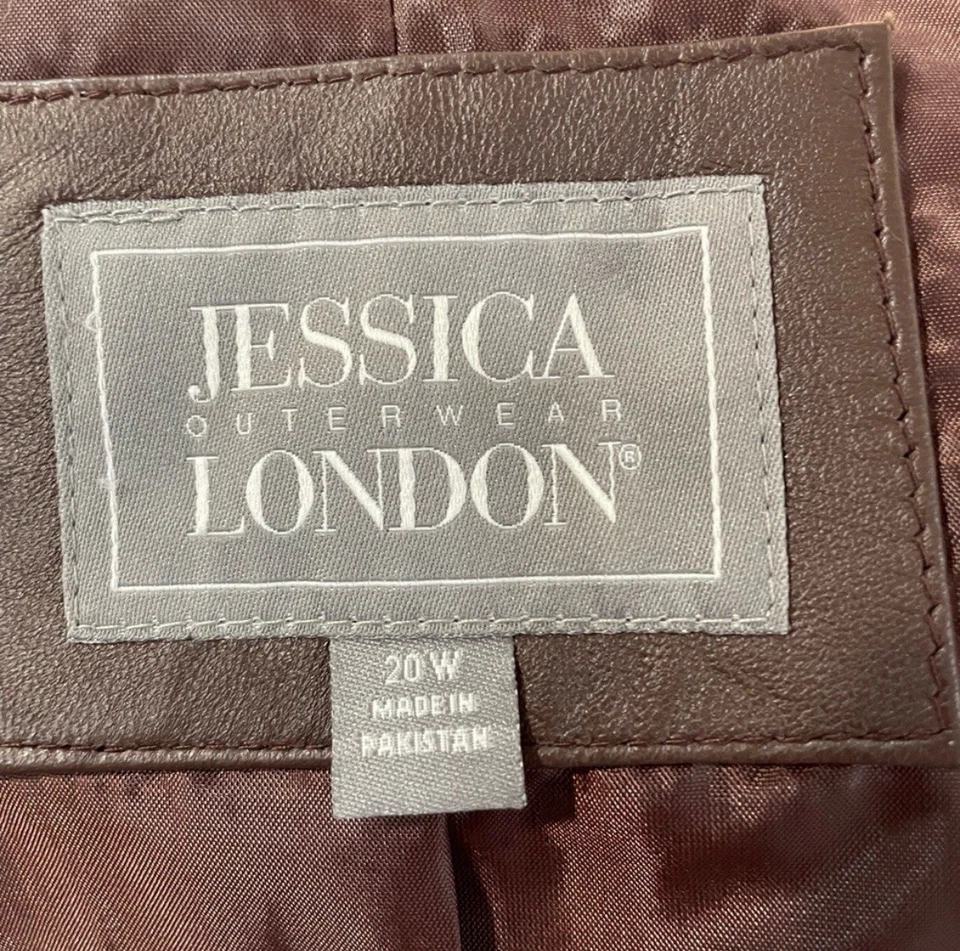 JESSICA
OUTERWEAR
LONDON®
20 W
MADE IN
PAKISTAN